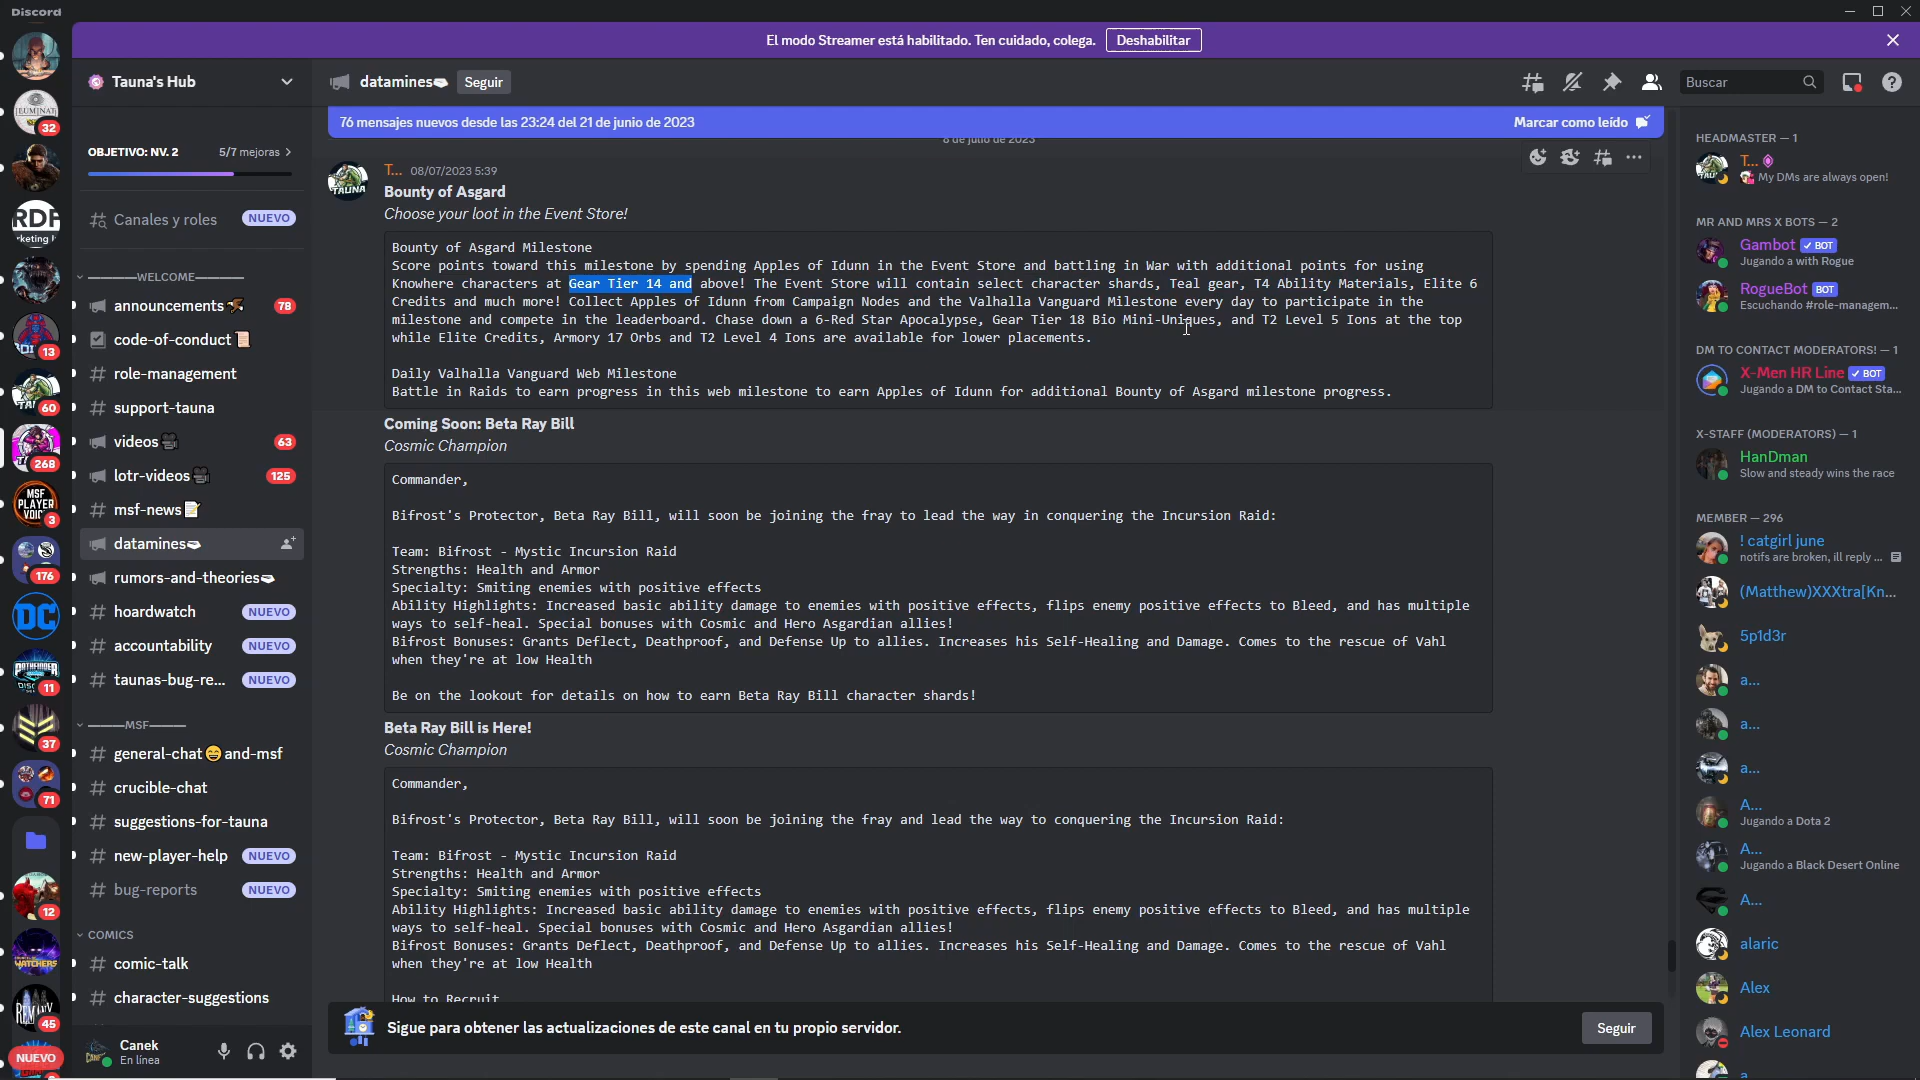 Discord
El modo Streamer está habilitado. Ten cuidado, colega.
Deshabilitar
Tauna's Hub
datamines
Seguir
Buscar
76 mensajes nuevos desde las 23:24 del 21 de junio de 2023
Marcar como leído
8 de julio de 2023
OBJETIVO: NV. 2
5/7 mejoras
Canales y roles
NUEVO
WELCOME
announcements
78
code-of-conduct
role-management
support-tauna
videos
63
lotr-videos
125
msf-news
datamines
rumors-and-theories
hoardwatch
NUEVO
accountability
NUEVO
taunas-bug-re...
NUEVO
MSF
general-chat and-msf
crucible-chat
suggestions-for-tauna
new-player-help
NUEVO
bug-reports
NUEVO
COMICS
comic-talk
character-suggestions
Canek
En línea
32
RDF
rketing
13
60
268
MSF
PLAYER
3
176
DC
11
37
71
12
WATCHERS
45
NUEVO
T... 08/07/2023 5:39
Bounty of Asgard
Choose your loot in the Event Store!
Bounty of Asgard Milestone
Score points toward this milestone by spending Apples of Idunn in the Event Store and battling in War with additional points for using
Knowhere characters at Gear Tier 14 and above! The Event Store will contain select character shards, Teal gear, T4 Ability Materials, Elite 6
Credits and much more! Collect Apples of Idunn from Campaign Nodes and the Valhalla Vanguard Milestone every day to participate in the
milestone and compete in the leaderboard. Chase down a 6-Red Star Apocalypse, Gear Tier 18 Bio Mini-Uniques, and T2 Level 5 Ions at the top
while Elite Credits, Armory 17 Orbs and T2 Level 4 Ions are available for lower placements.
Daily Valhalla Vanguard Web Milestone
Battle in Raids to earn progress in this web milestone to earn Apples of Idunn for additional Bounty of Asgard milestone progress.
Coming Soon: Beta Ray Bill
Cosmic Champion
Commander,
Bifrost's Protector, Beta Ray Bill, will soon be joining the fray to lead the way in conquering the Incursion Raid:
Team: Bifrost - Mystic Incursion Raid
Strengths: Health and Armor
Specialty: Smiting enemies with positive effects
Ability Highlights: Increased basic ability damage to enemies with positive effects, flips enemy positive effects to Bleed, and has multiple
ways to self-heal. Special bonuses with Cosmic and Hero Asgardian allies!
Bifrost Bonuses: Grants Deflect, Deathproof, and Defense Up to allies. Increases his Self-Healing and Damage. Comes to the rescue of Vahl
when they're at low Health
Be on the lookout for details on how to earn Beta Ray Bill character shards!
Beta Ray Bill is Here!
Cosmic Champion
Commander,
Bifrost's Protector, Beta Ray Bill, will soon be joining the fray and lead the way to conquering the Incursion Raid:
Team: Bifrost - Mystic Incursion Raid
Strengths: Health and Armor
Specialty: Smiting enemies with positive effects
Ability Highlights: Increased basic ability damage to enemies with positive effects, flips enemy positive effects to Bleed, and has multiple
ways to self-heal. Special bonuses with Cosmic and Hero Asgardian allies!
Bifrost Bonuses: Grants Deflect, Deathproof, and Defense Up to allies. Increases his Self-Healing and Damage. Comes to the rescue of Vahl
when they're at low Health
How to Recruit
Sigue para obtener las actualizaciones de este canal en tu propio servidor.
Seguir
HEADMASTER — 1
T...
My DMs are always open!
MR AND MRS X BOTS — 2
Gambot BOT
Jugando a with Rogue
RogueBot BOT
Escuchando #role-managem...
DM TO CONTACT MODERATORS! — 1
X-Men HR Line BOT
Jugando a DM to Contact Sta...
X-STAFF (MODERATORS) — 1
HanDman
Slow and steady wins the race
MEMBER — 296
! catgirl june
notifs are broken, ill reply ...
(Matthew)XXXtra[Kn...
5p1d3r
a...
a...
a...
A...
Jugando a Dota 2
A...
Jugando a Black Desert Online
A...
alaric
Alex
Alex Leonard
a